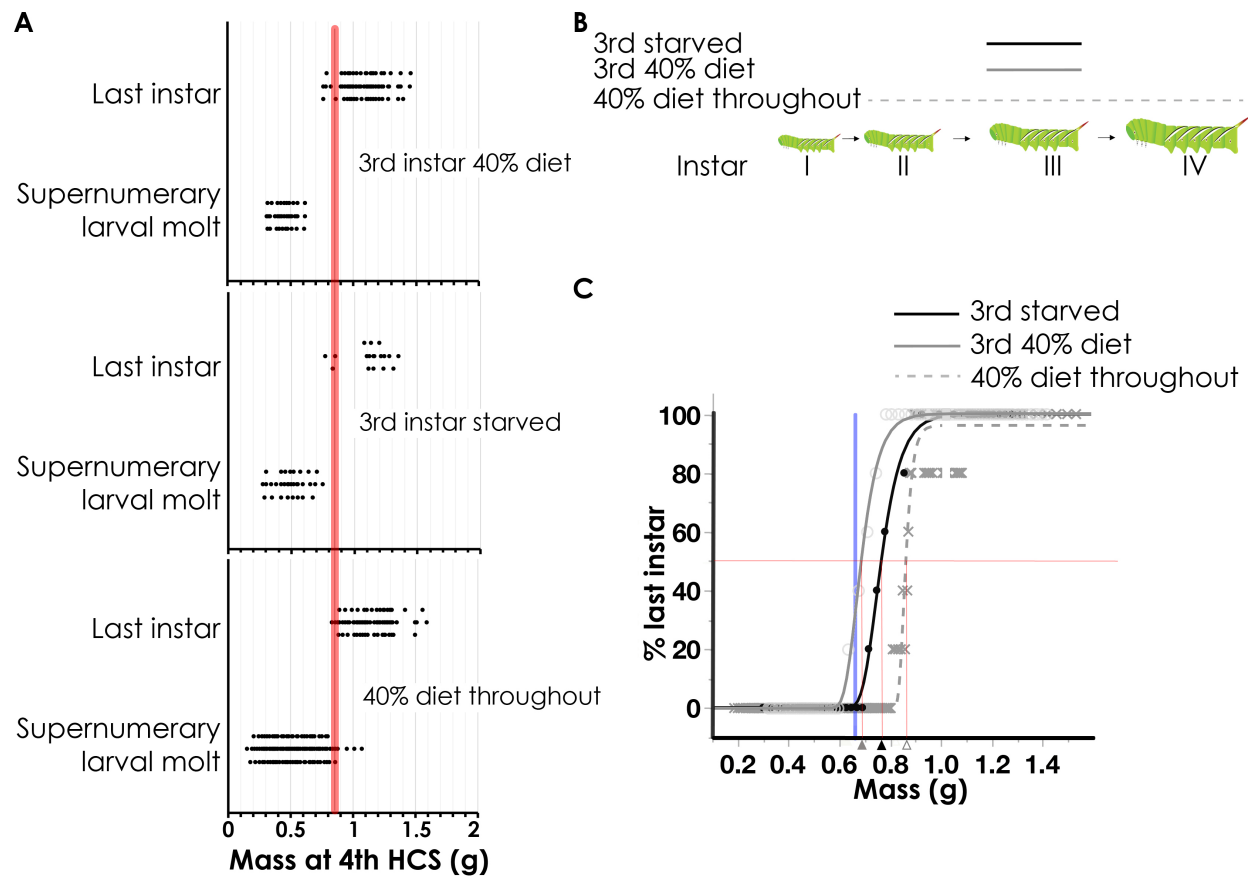 A
Last instar
3rd instar 40% diet
Supernumerary
larval molt
Last instar
3rd instar starved
Supernumerary
larval molt
Last instar
40% diet throughout
Supernumerary
larval molt
0 0.5 1 1.5 2
Mass at 4th HCS (g)
B
3rd starved
3rd 40% diet
40% diet throughout
Instar I II III IV
C
3rd starved
3rd 40% diet
40% diet throughout
% last instar
100
80
60
40
20
0
0.2 0.4 0.6 0.8 1.0 1.2 1.4
Mass (g)